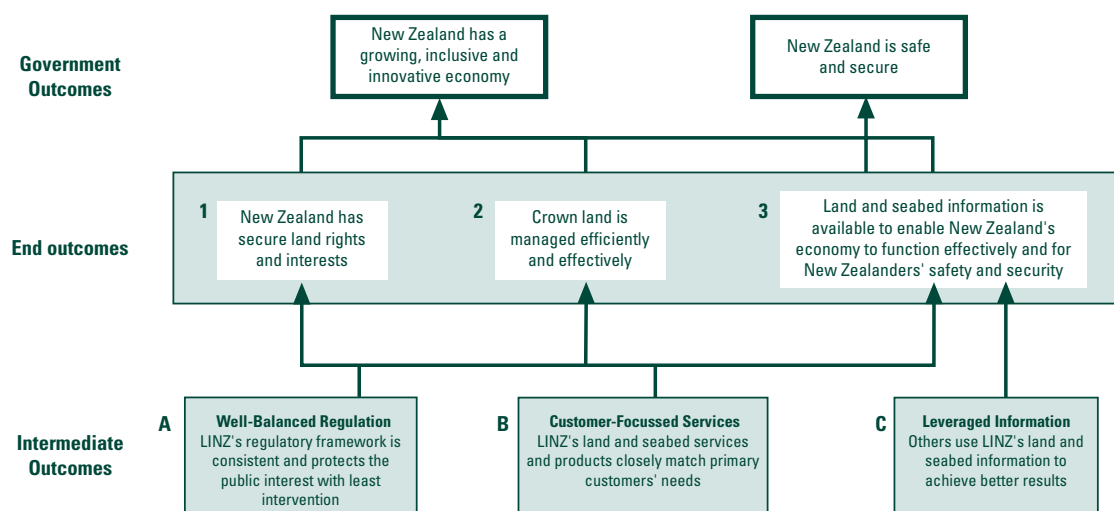 Government
Outcomes
New Zealand has a
growing, inclusive and
innovative economy
New Zealand is safe
and secure
End outcomes
1
New Zealand has
secure land rights
and interests
2
Crown land is
managed efficiently
and effectively
3
Land and seabed information is
available to enable New Zealand's
economy to function effectively and for
New Zealanders' safety and security
Intermediate
Outcomes
A
Well-Balanced Regulation
LINZ's regulatory framework is
consistent and protects the
public interest with least
intervention
B
Customer-Focussed Services
LINZ's land and seabed services
and products closely match primary
customers' needs
C
Leveraged Information
Others use LINZ's land and
seabed information to
achieve better results